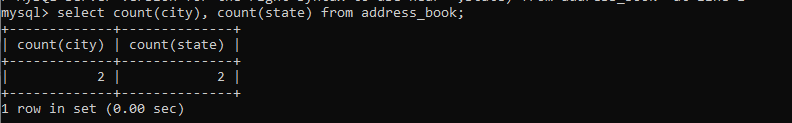 mysql> select count(city), count(state) from address_book;
+-------------+--------------+
| count(city) | count(state) |
+-------------+--------------+
|           2 |            2 |
+-------------+--------------+
1 row in set (0.00 sec)